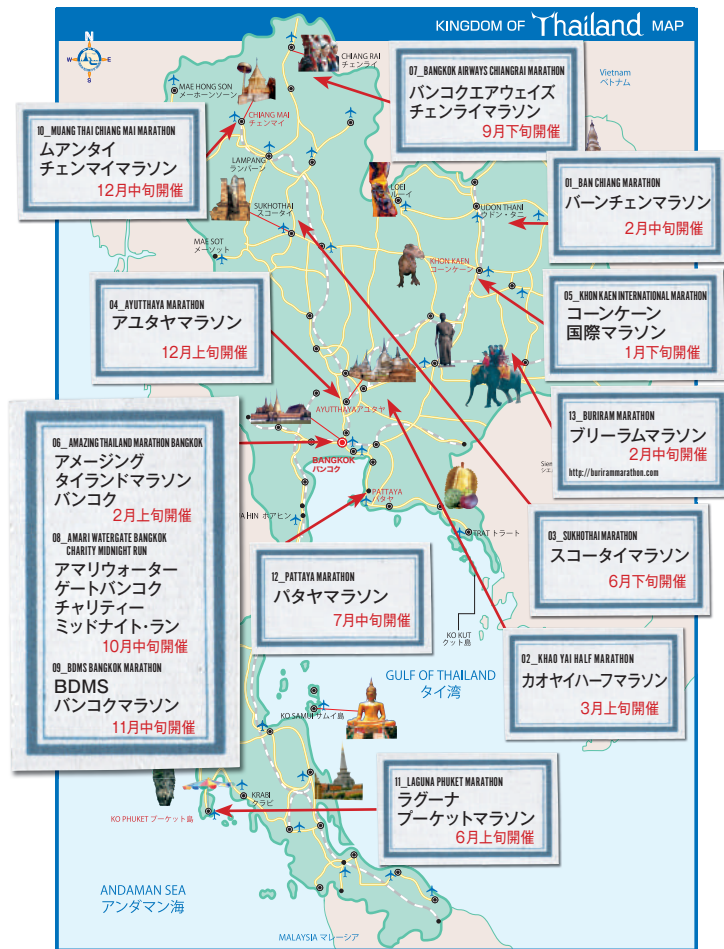 KINGDOM OF Thailand MAP
N
W
E
S
CHIANG RAI
チェンライ
Vietnam
ベトナム
MAE HONG SON
メーホーンソーン
CHIANG MAI
チェンマイ
07_BANGKOK AIRWAYS CHIANGRAI MARATHON
バンコクエアウェイズ
チェンライマラソン
9月下旬開催
10_MUANG THAI CHIANG MAI MARATHON
ムアンタイ
チェンマイマラソン
12月中旬開催
LAMPANG
ランパーン
LOEI
ルーイ
UDON THANI
ウドン・タニ
01_BAN CHIANG MARATHON
バーンチェンマラソン
2月中旬開催
SUKHOTHAI
スコータイ
MAE SOT
メーソット
KHON KAEN
コーンケーン
05_KHON KAEN INTERNATIONAL MARATHON
コーンケーン
国際マラソン
1月下旬開催
04_AYUTTHAYA MARATHON
アユタヤマラソン
12月上旬開催
AYUTTHAYA アユタヤ
13_BURIRAM MARATHON
ブリーラムマラソン
2月中旬開催
http://burirammarathon.com
06_AMAZING THAILAND MARATHON BANGKOK
アメージング
タイランドマラソン
バンコク
2月上旬開催
08_AMARI WATERGATE BANGKOK
CHARITY MIDNIGHT RUN
アマリウォーター
ゲートバンコク
チャリティー
ミッドナイト・ラン
10月中旬開催
09_BDMS BANGKOK MARATHON
BDMS
バンコクマラソン
11月中旬開催
BANGKOK
バンコク
PATTAYA
パタヤ
HIN ホアヒン
TRAT トラート
03_SUKHOTHAI MARATHON
スコータイマラソン
6月下旬開催
12_PATTAYA MARATHON
パタヤマラソン
7月中旬開催
KO KUT
クット島
02_KHAO YAI HALF MARATHON
カオヤイハーフマラソン
3月上旬開催
GULF OF THAILAND
タイ湾
KO SAMUI サムイ島
KRABI
クラビ
KO PHUKET プーケット島
11_LAGUNA PHUKET MARATHON
ラグーナ
プーケットマラソン
6月上旬開催
ANDAMAN SEA
アンダマン海
MALAYSIA マレーシア